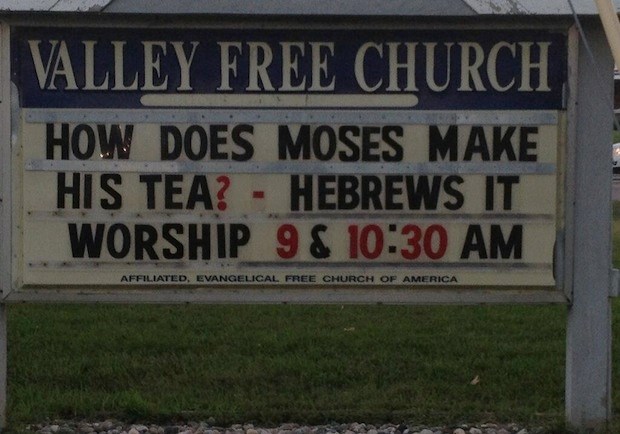 VALLEY FREE CHURCH
HOW DOES MOSES MAKE
HIS TEA? - HEBREWS IT
WORSHIP 9 & 10:30 AM
AFFILIATED, EVANGELICAL FREE CHURCH OF AMERICA